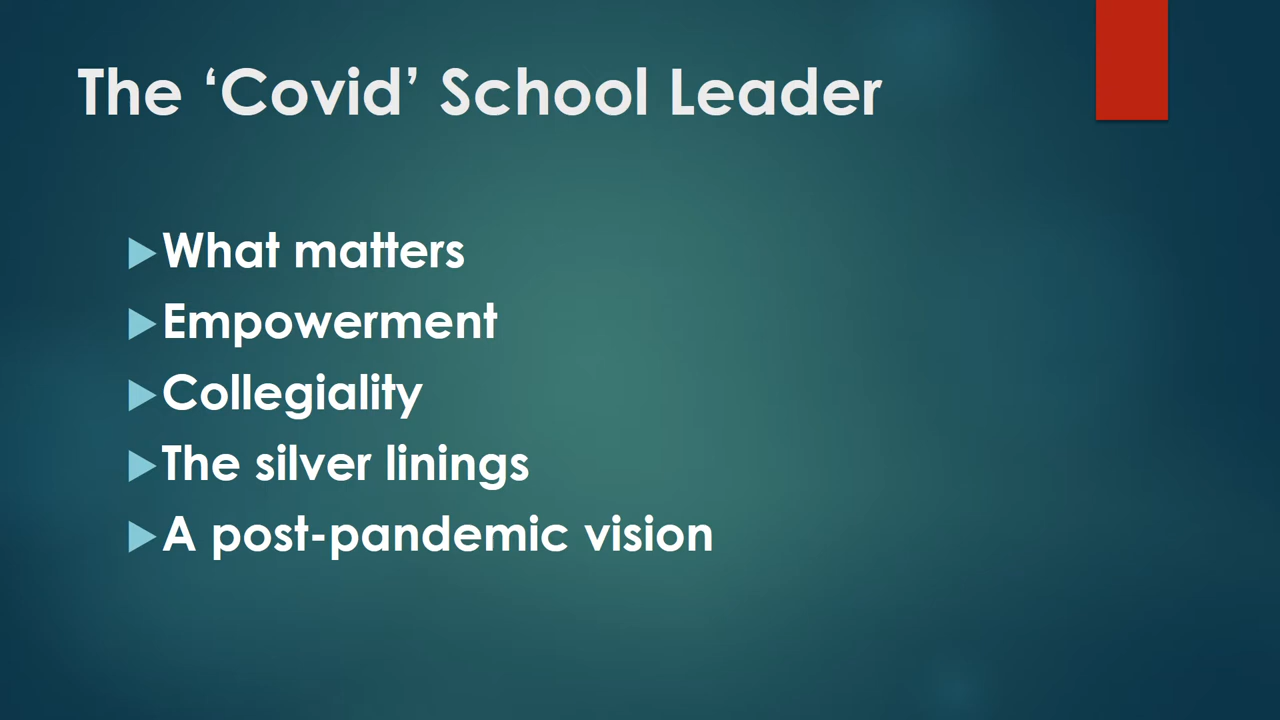 The ‘Covid’ School Leader
What matters
Empowerment
Collegiality
The silver linings
A post-pandemic vision